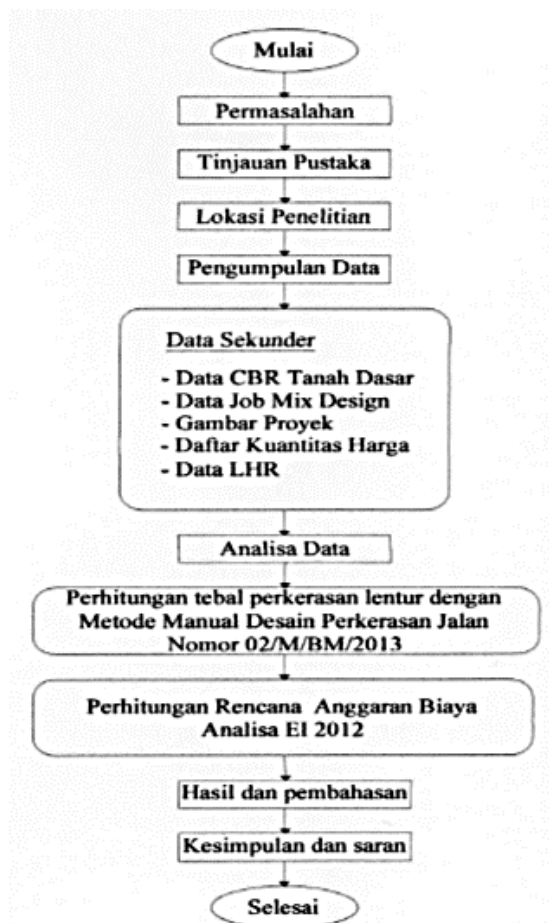 Mulai
Permasalahan
Tinjauan Pustaka
Lokasi Penelitian
Pengumpulan Data
Data Sekunder
- Data CBR Tanah Dasar
- Data Job Mix Design
- Gambar Proyek
- Daftar Kuantitas Harga
- Data LHR
Analisa Data
Perhitungan tebal perkerasan lentur dengan
Metode Manual Desain Perkerasan Jalan
Nomor 02/M/BM/2013
Perhitungan Rencana Anggaran Biaya
Analisa EI 2012
Hasil dan pembahasan
Kesimpulan dan saran
Selesai